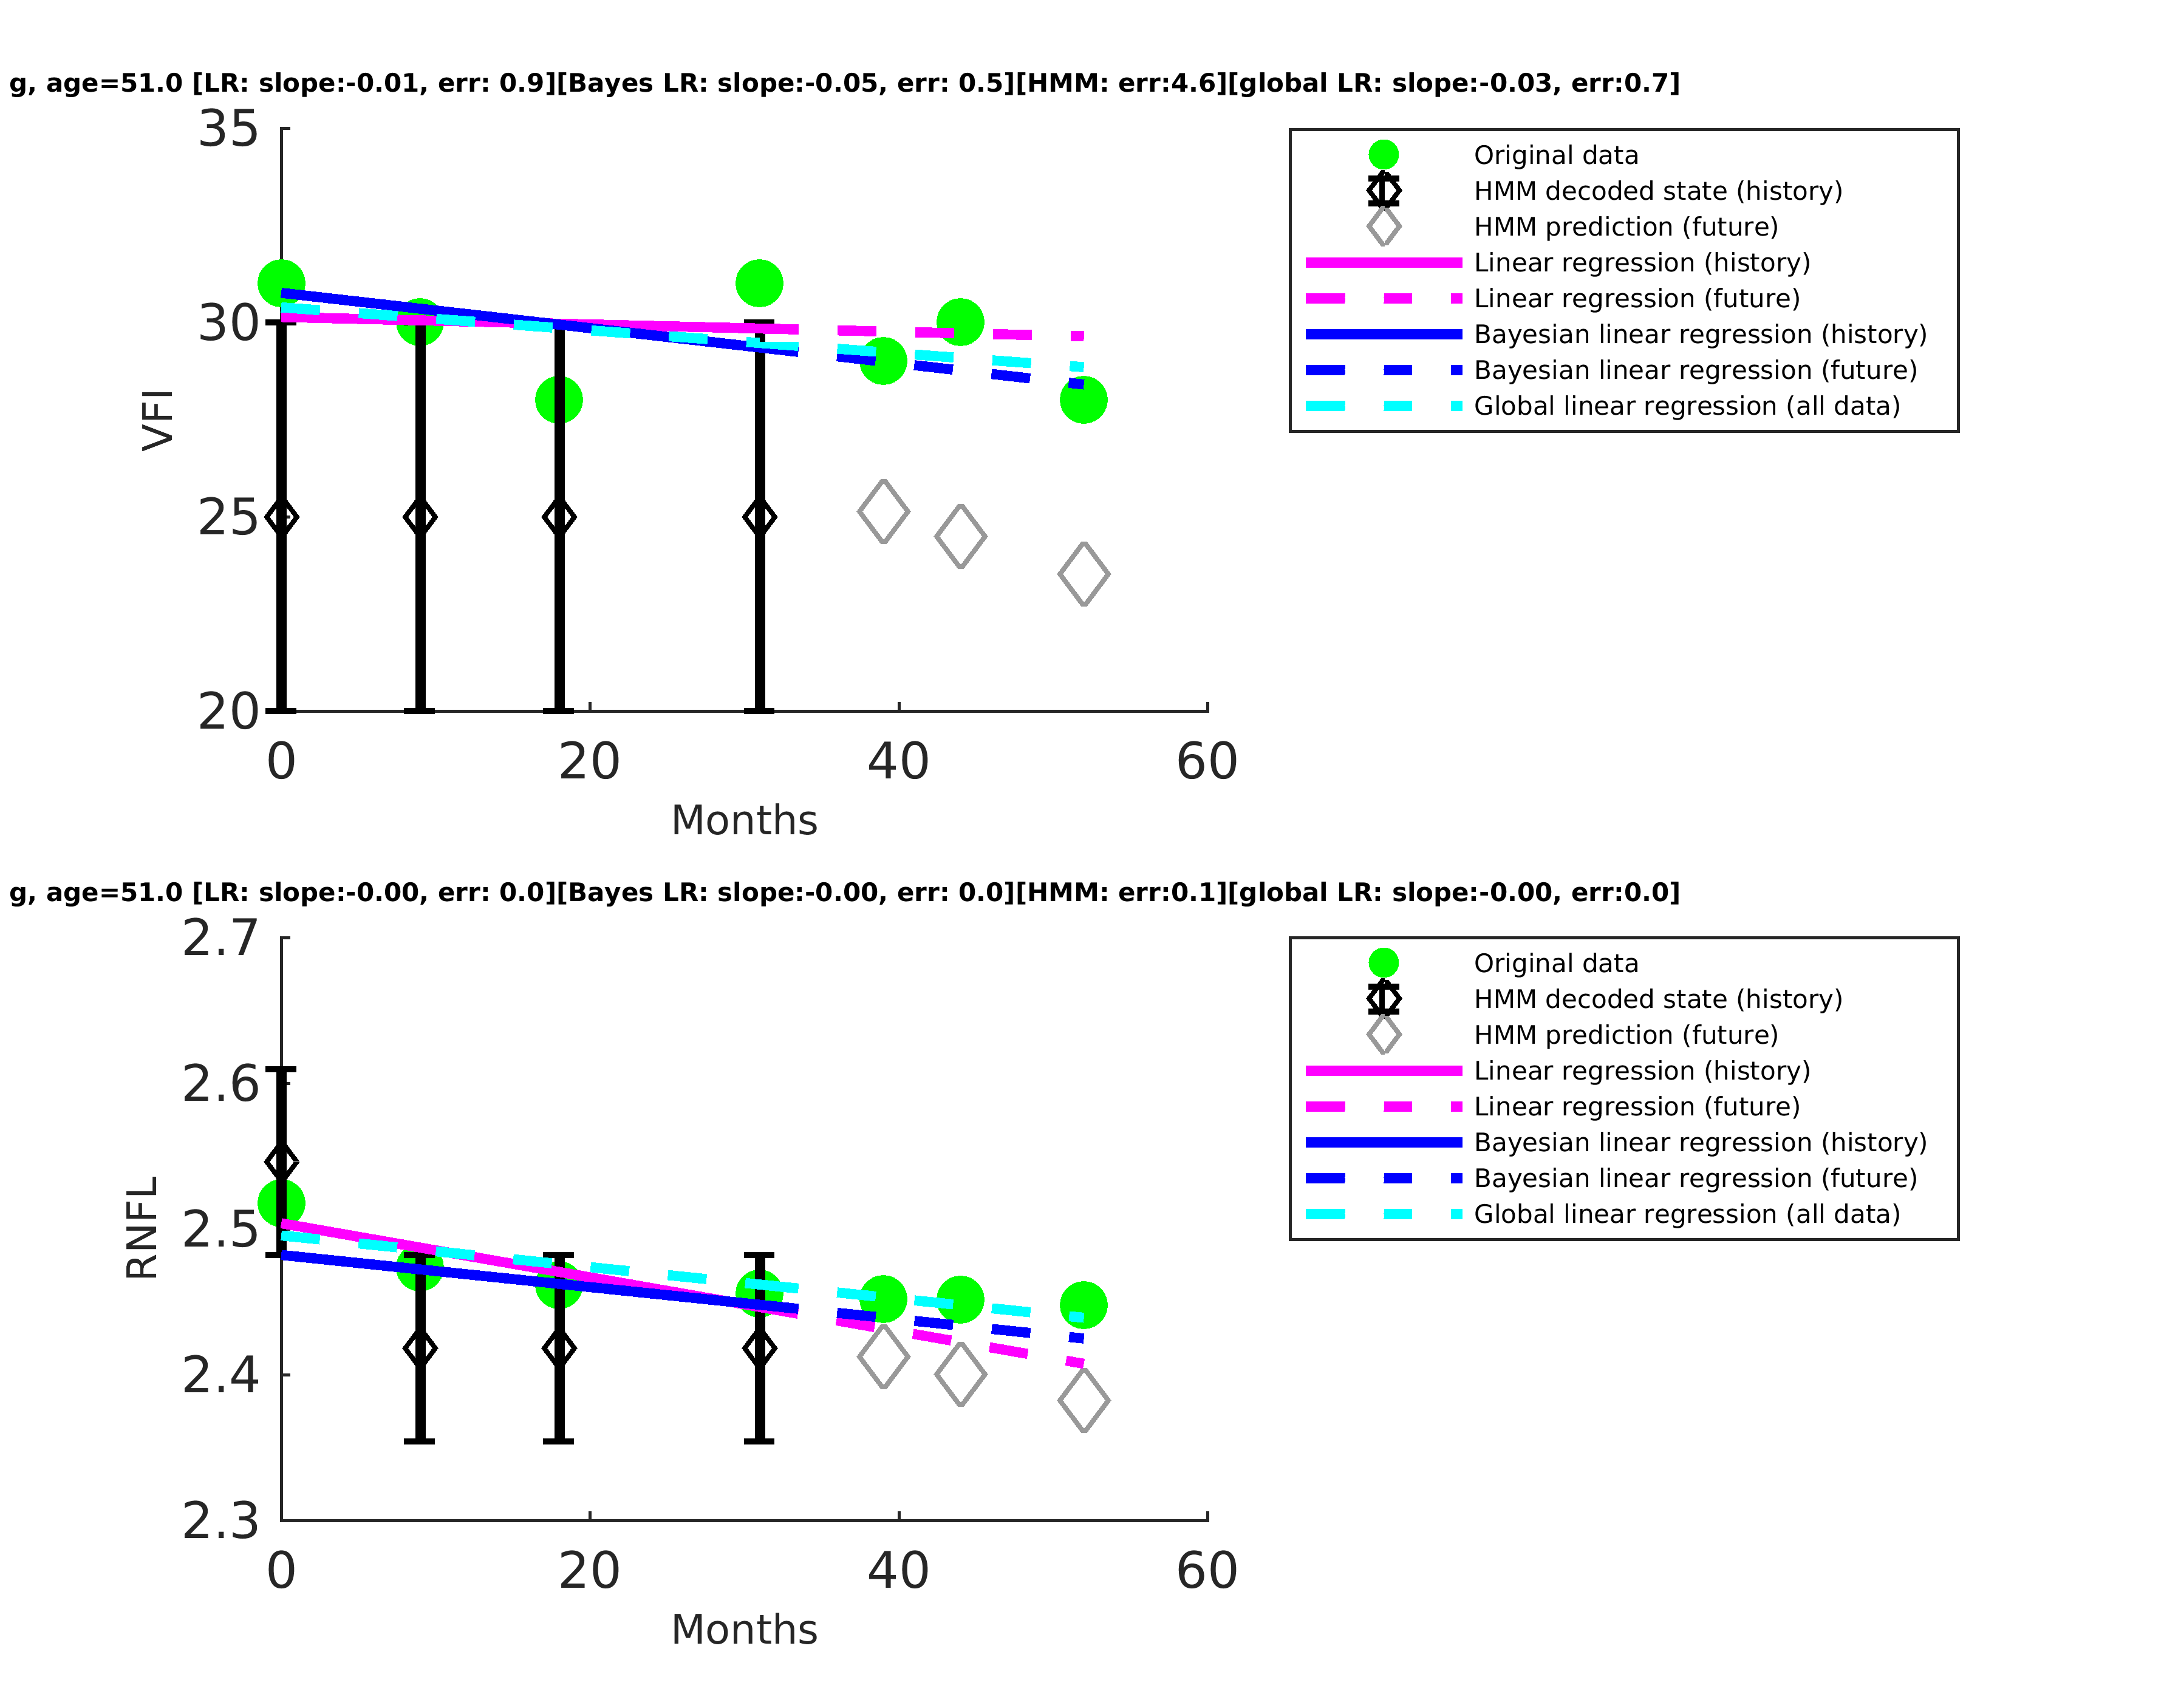 g, age=51.0 [LR: slope:-0.01, err: 0.9][Bayes LR: slope:-0.05, err: 0.5][HMM: err:4.6][global LR: slope:-0.03, err:0.7]
35
30
25
20
VFI
0 20 40 60
Months
Original data
HMM decoded state (history)
HMM prediction (future)
Linear regression (history)
Linear regression (future)
Bayesian linear regression (history)
Bayesian linear regression (future)
Global linear regression (all data)
g, age=51.0 [LR: slope:-0.00, err: 0.0][Bayes LR: slope:-0.00, err: 0.0][HMM: err:0.1][global LR: slope:-0.00, err:0.0]
2.7
2.6
2.5
2.4
2.3
RNFL
0 20 40 60
Months
Original data
HMM decoded state (history)
HMM prediction (future)
Linear regression (history)
Linear regression (future)
Bayesian linear regression (history)
Bayesian linear regression (future)
Global linear regression (all data)